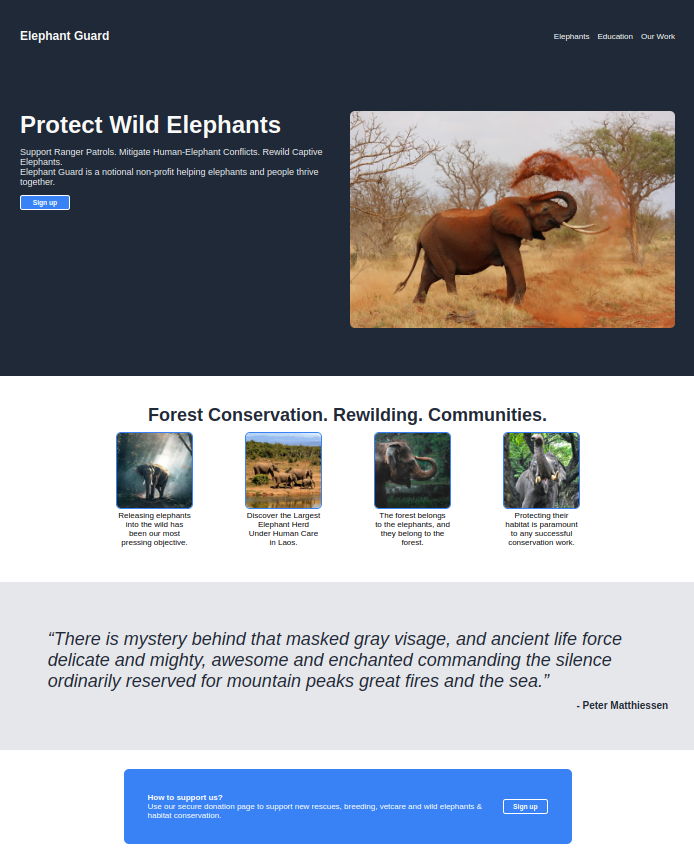 Elephant Guard
Elephants Education Our Work
Protect Wild Elephants
Support Ranger Patrols. Mitigate Human-Elephant Conflicts. Rewild Captive
Elephants.
Elephant Guard is a notional non-profit helping elephants and people thrive
together.
Sign up
Forest Conservation. Rewilding. Communities.
Releasing elephants
into the wild has
been our most
pressing objective.
Discover the Largest
Elephant Herd
Under Human Care
in Laos.
The forest belongs
to the elephants, and
they belong to the
forest.
Protecting their
habitat is paramount
to any successful
conservation work.
“There is mystery behind that masked gray visage, and ancient life force
delicate and mighty, awesome and enchanted commanding the silence
ordinarily reserved for mountain peaks great fires and the sea.”
- Peter Matthiessen
How to support us?
Use our secure donation page to support new rescues, breeding, vetcare and wild elephants &
habitat conservation.
Sign up